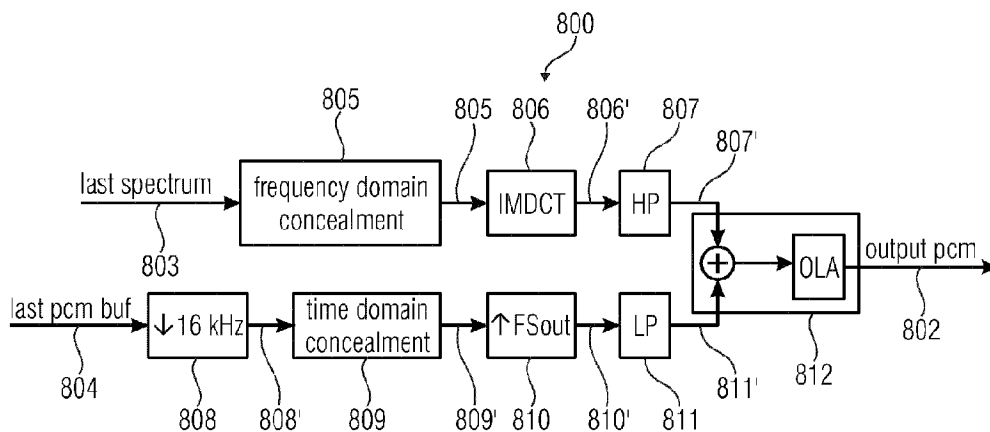 800
805 805 806 806' 807 807'
last spectrum
frequency domain
concealment
IMDCT
HP
803
+
OLA
output pcm
802
last pcm buf
↓16 kHz
time domain
concealment
↑FSout
LP
804 808 808' 809 809' 810 810' 811 811' 812